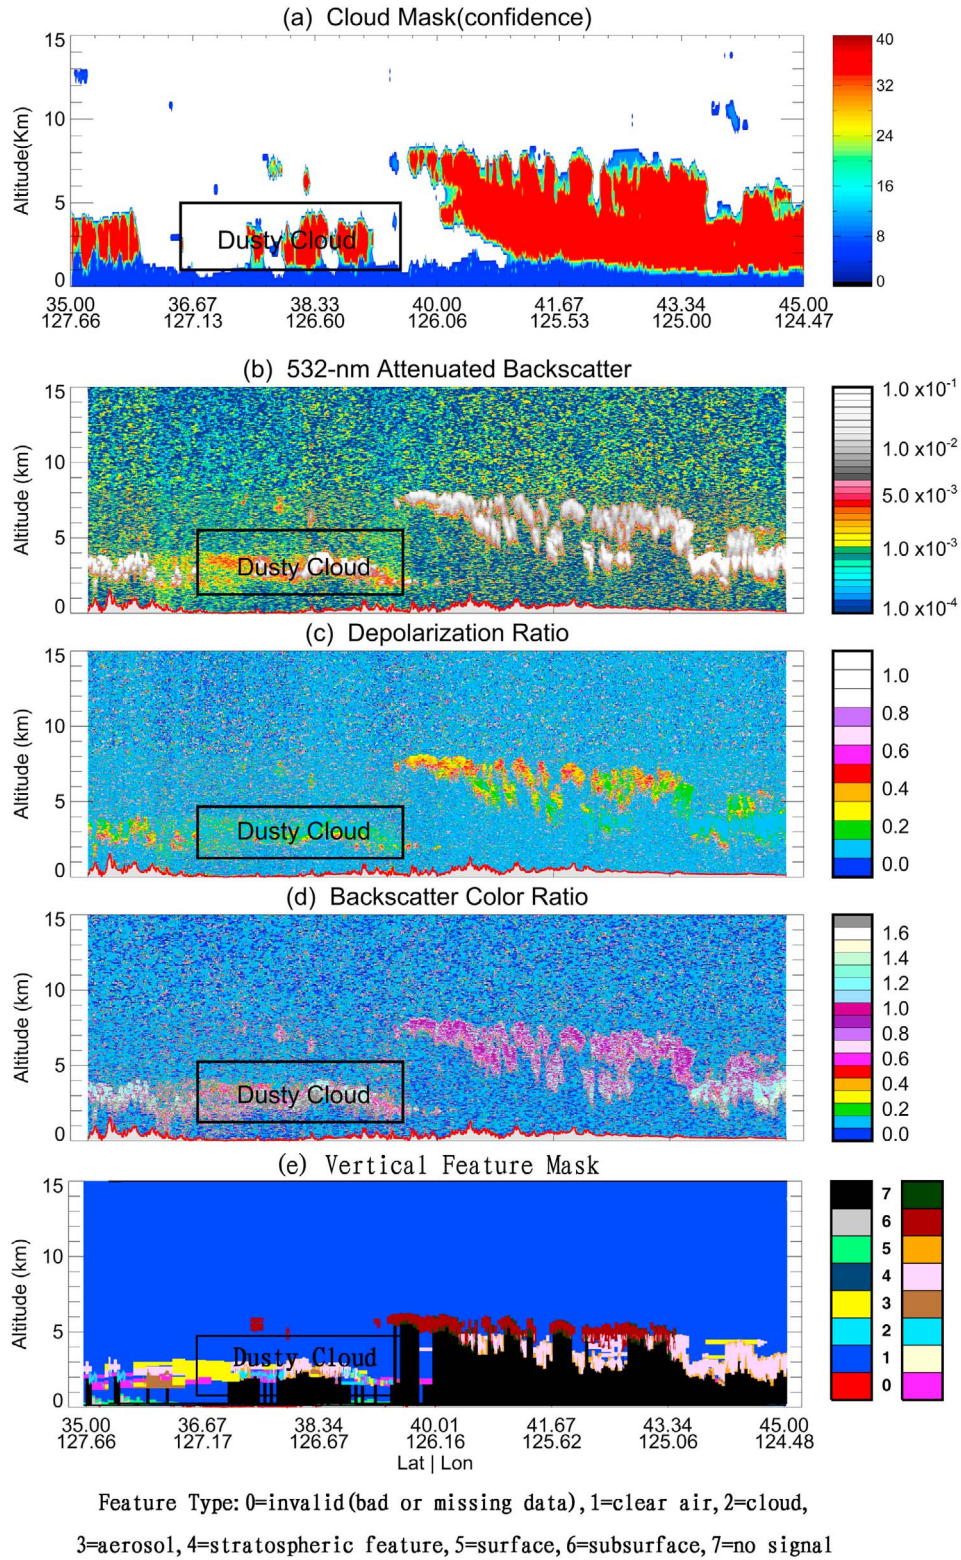 (a) Cloud Mask(confidence)
Altitude(Km)
15
10
5
0
Dusty Cloud
40
32
24
16
8
0
35.00 36.67 38.33 40.00 41.67 43.34 45.00
127.66 127.13 126.60 126.06 125.53 125.00 124.47
(b) 532-nm Attenuated Backscatter
Altitude (km)
15
10
5
0
Dusty Cloud
1.0 x10-1
1.0 x10-2
5.0 x10-3
1.0 x10-3
1.0 x10-4
(c) Depolarization Ratio
Altitude (km)
15
10
5
0
Dusty Cloud
1.0
0.8
0.6
0.4
0.2
0.0
(d) Backscatter Color Ratio
Altitude (km)
15
10
5
0
Dusty Cloud
1.6
1.4
1.2
1.0
0.8
0.6
0.4
0.2
0.0
(e) Vertical Feature Mask
Altitude (km)
15
10
5
0
Dusty Cloud
7
6
5
4
3
2
1
0
35.00 36.67 38.34 40.01 41.67 43.34 45.00
127.66 127.17 126.67 126.16 125.62 125.06 124.48
Lat | Lon
Feature Type: 0=invalid(bad or missing data), 1=clear air, 2=cloud,
3=aerosol, 4=stratospheric feature, 5=surface, 6=subsurface, 7=no signal